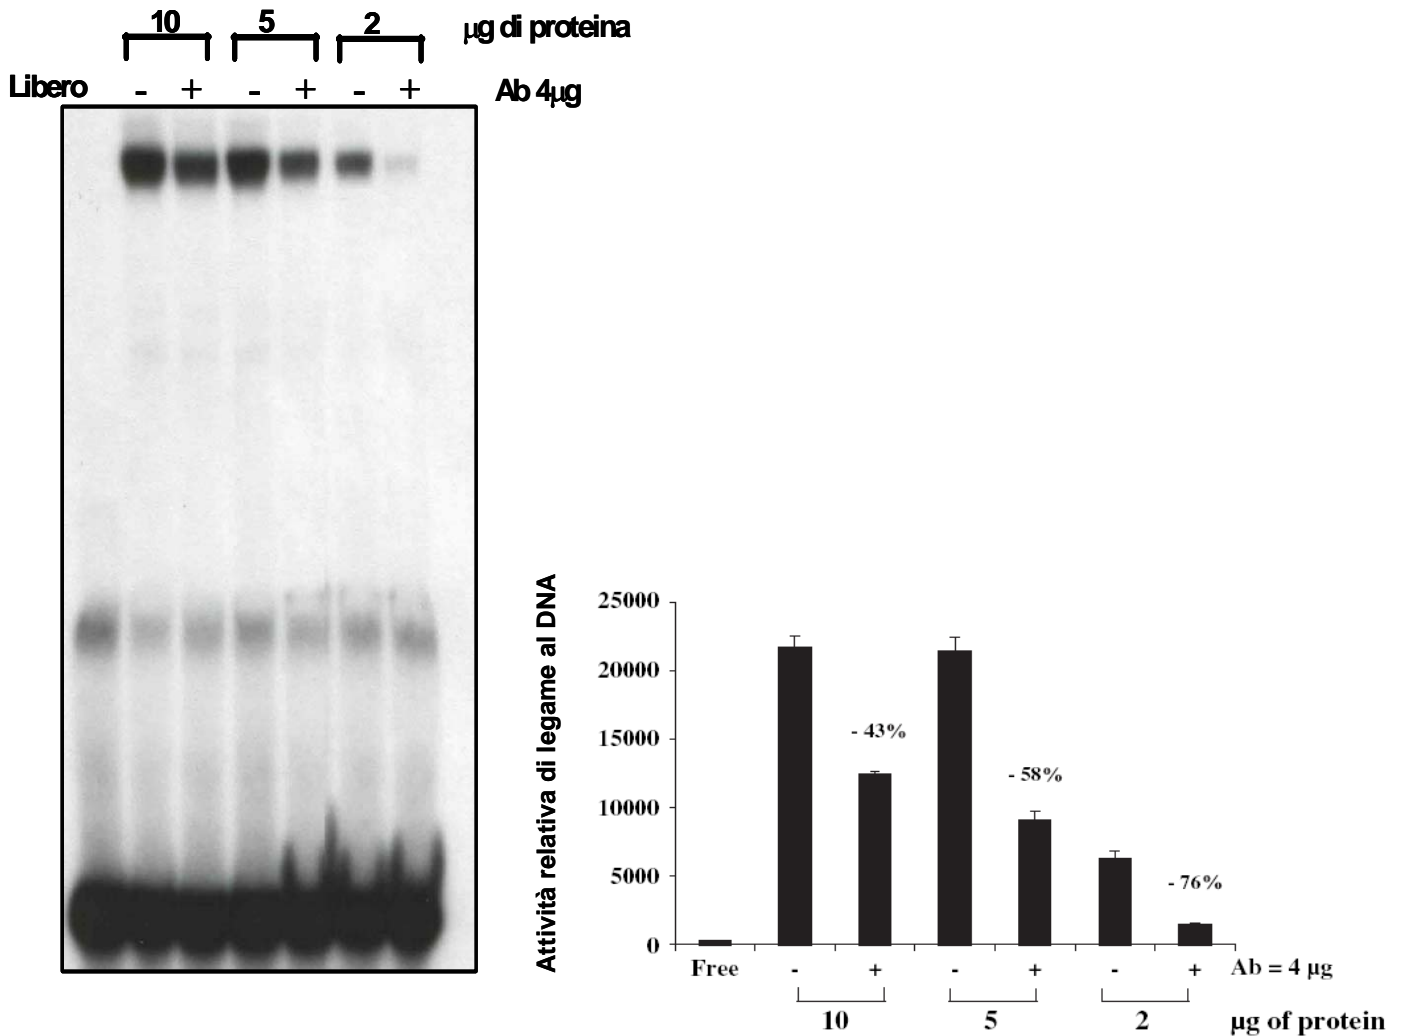 10 5 2 µg di proteina
Libero - + - + - + Ab 4µg
Attività relativa di legame al DNA
25000
20000
15000
10000
5000
0
- 43%
- 58%
- 76%
Free - + - + - + Ab = 4 µg
10 5 2 µg of protein